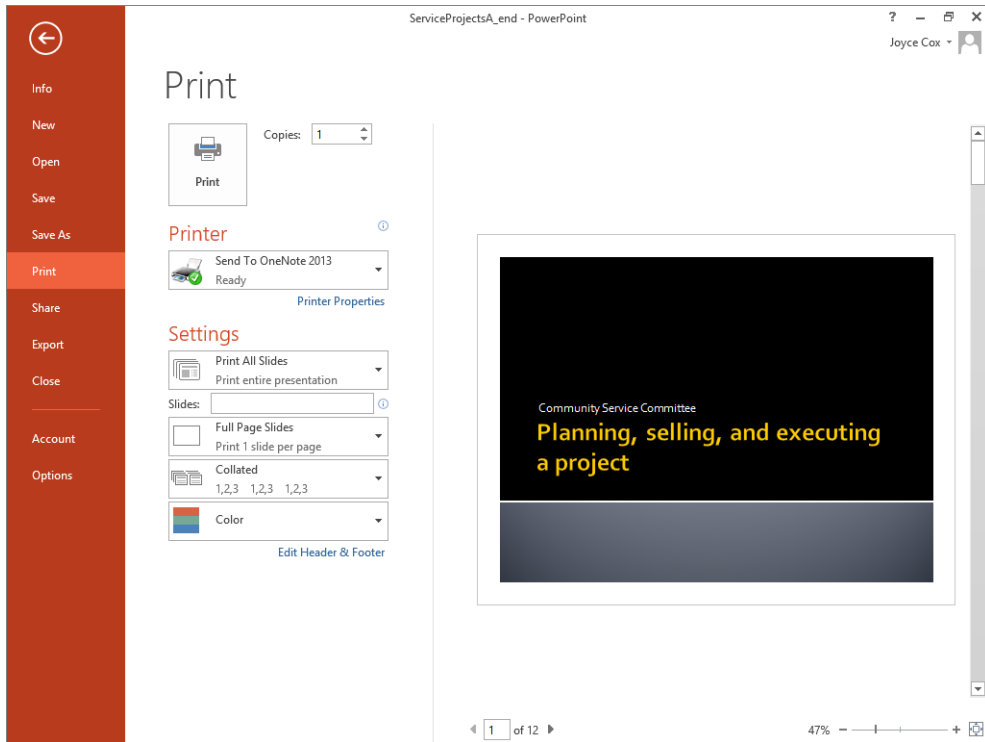 ServiceProjectsA_end - PowerPoint
?
Joyce Cox
Info
New
Open
Save
Save As
Print
Share
Export
Close
Account
Options
Print
Copies: 1
Print
Printer
Send To OneNote 2013
Ready
Printer Properties
Settings
Print All Slides
Print entire presentation
Slides:
Full Page Slides
Print 1 slide per page
Collated
1,2,3 1,2,3 1,2,3
Color
Edit Header & Footer
Community Service Committee
Planning, selling, and executing
a project
1 of 12
47%